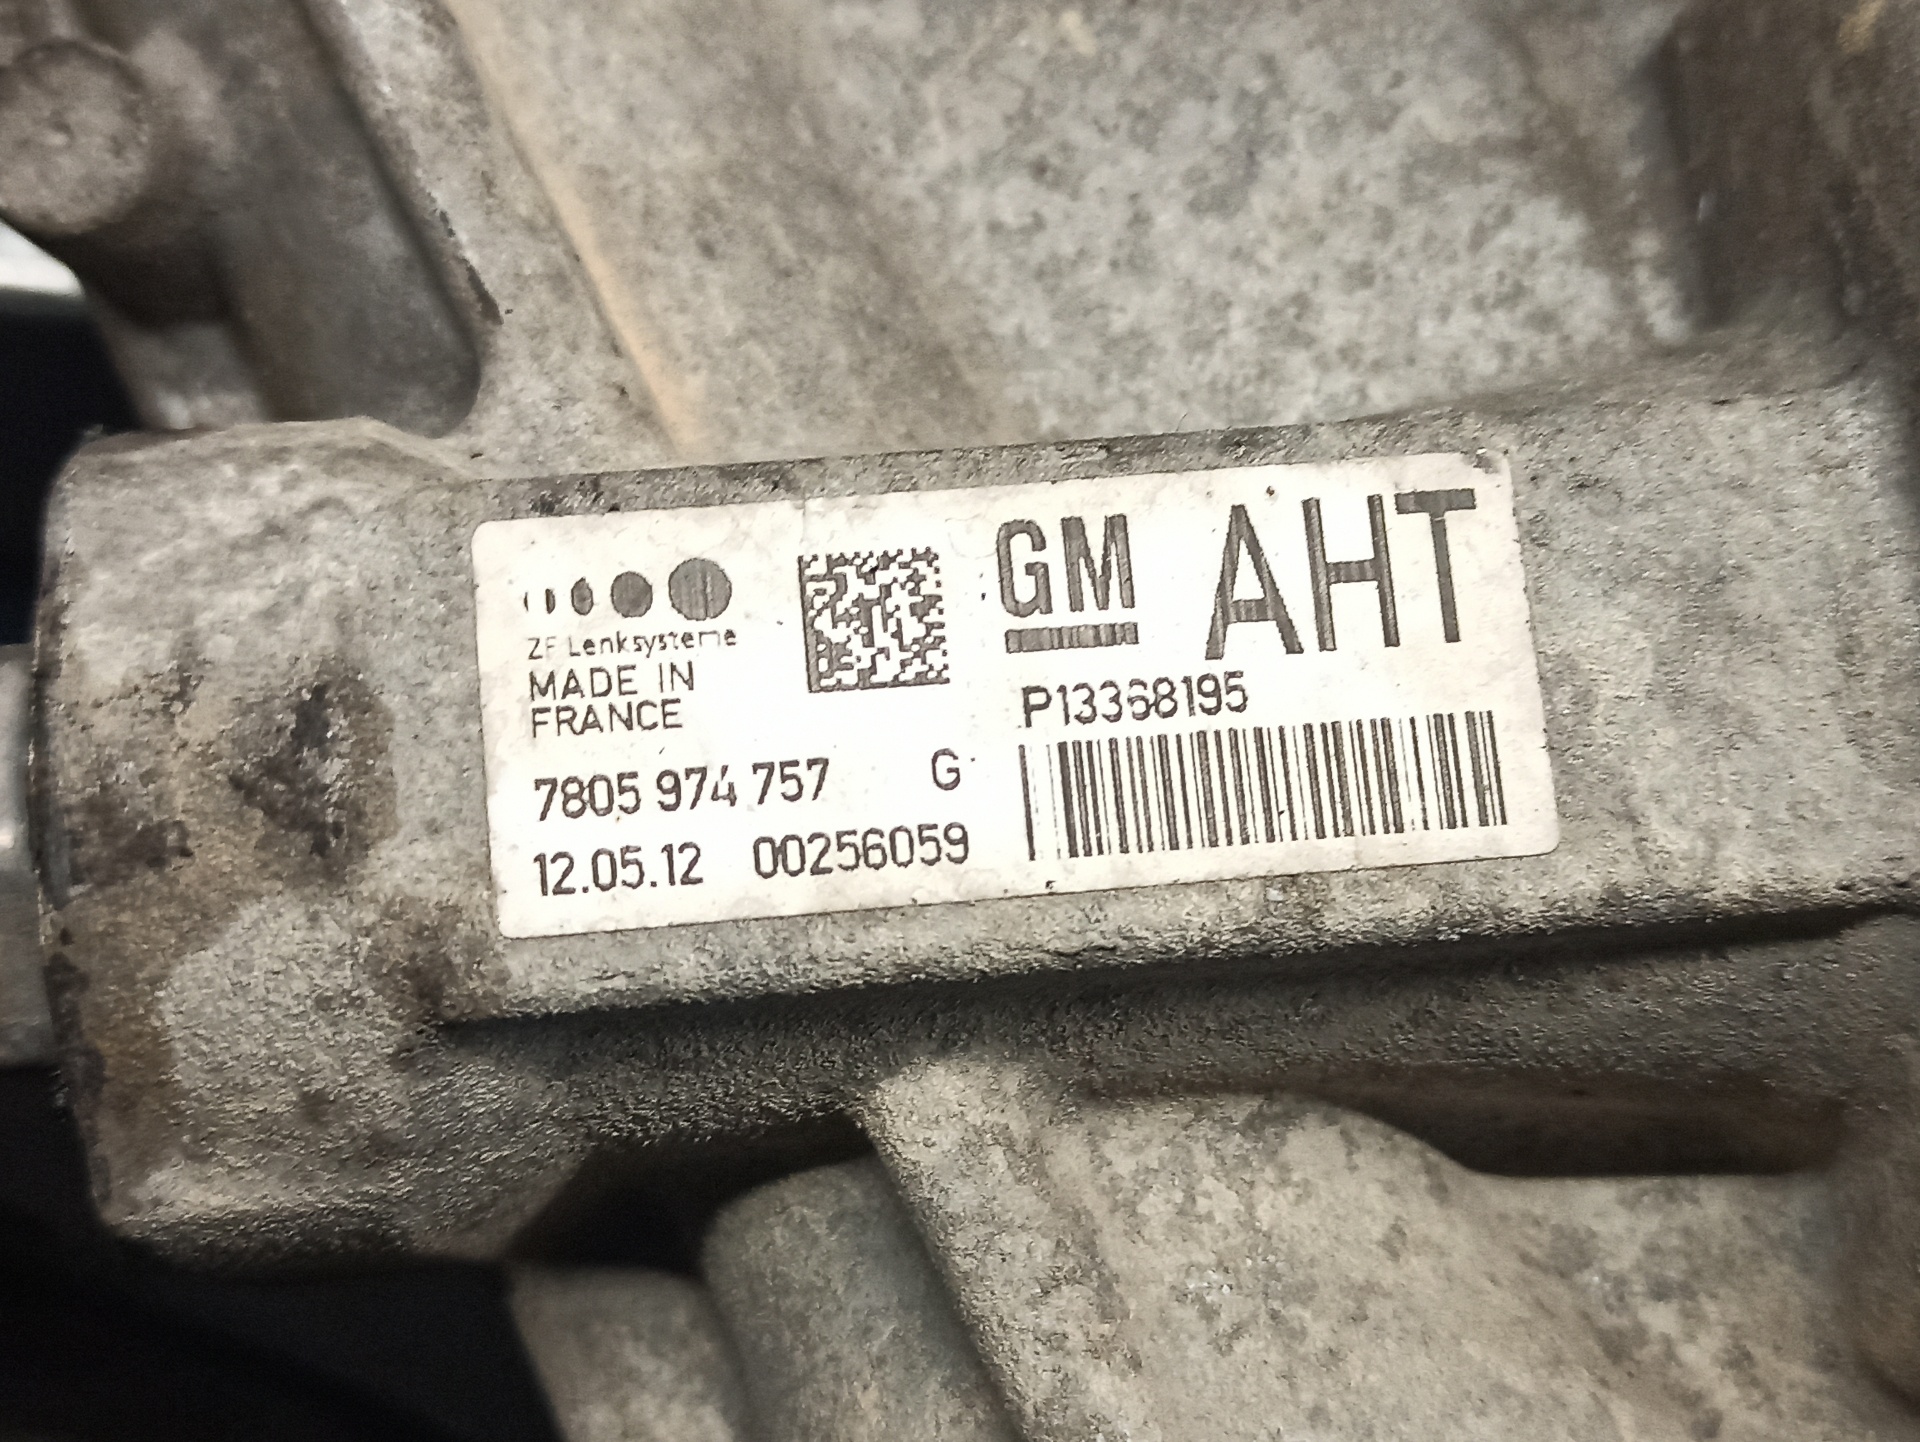 ZF Lenksysteme
MADE IN
FRANCE
7805 974 757 G
12.05.12 00256059
GM AHT
P13368195